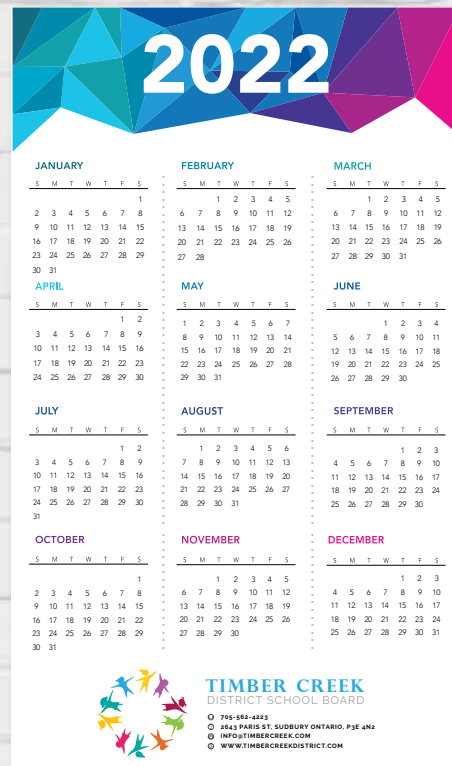 2022
JANUARY
S M T W T F S
1
2 3 4 5 6 7 8
9 10 11 12 13 14 15
16 17 18 19 20 21 22
23 24 25 26 27 28 29
30 31
FEBRUARY
S M T W T F S
1 2 3 4 5
6 7 8 9 10 11 12
13 14 15 16 17 18 19
20 21 22 23 24 25 26
27 28
MARCH
S M T W T F S
1 2 3 4 5
6 7 8 9 10 11 12
13 14 15 16 17 18 19
20 21 22 23 24 25 26
27 28 29 30 31
APRIL
S M T W T F S
1 2
3 4 5 6 7 8 9
10 11 12 13 14 15 16
17 18 19 20 21 22 23
24 25 26 27 28 29 30
MAY
S M T W T F S
1 2 3 4 5 6 7
8 9 10 11 12 13 14
15 16 17 18 19 20 21
22 23 24 25 26 27 28
29 30 31
JUNE
S M T W T F S
1 2 3 4
5 6 7 8 9 10 11
12 13 14 15 16 17 18
19 20 21 22 23 24 25
26 27 28 29 30
JULY
S M T W T F S
1 2
3 4 5 6 7 8 9
10 11 12 13 14 15 16
17 18 19 20 21 22 23
24 25 26 27 28 29 30
31
AUGUST
S M T W T F S
1 2 3 4 5 6
7 8 9 10 11 12 13
14 15 16 17 18 19 20
21 22 23 24 25 26 27
28 29 30 31
SEPTEMBER
S M T W T F S
1 2 3
4 5 6 7 8 9 10
11 12 13 14 15 16 17
18 19 20 21 22 23 24
25 26 27 28 29 30
OCTOBER
S M T W T F S
1
2 3 4 5 6 7 8
9 10 11 12 13 14 15
16 17 18 19 20 21 22
23 24 25 26 27 28 29
30 31
NOVEMBER
S M T W T F S
1 2 3 4 5
6 7 8 9 10 11 12
13 14 15 16 17 18 19
20 21 22 23 24 25 26
27 28 29 30
DECEMBER
S M T W T F S
1 2 3
4 5 6 7 8 9 10
11 12 13 14 15 16 17
18 19 20 21 22 23 24
25 26 27 28 29 30 31
TIMBER CREEK
DISTRICT SCHOOL BOARD
705-562-4223
2643 PARIS ST, SUDBURY ONTARIO, P3E 4N2
INFO@TIMBERCREEK.COM
WWW.TIMBERCREEKDISTRICT.COM